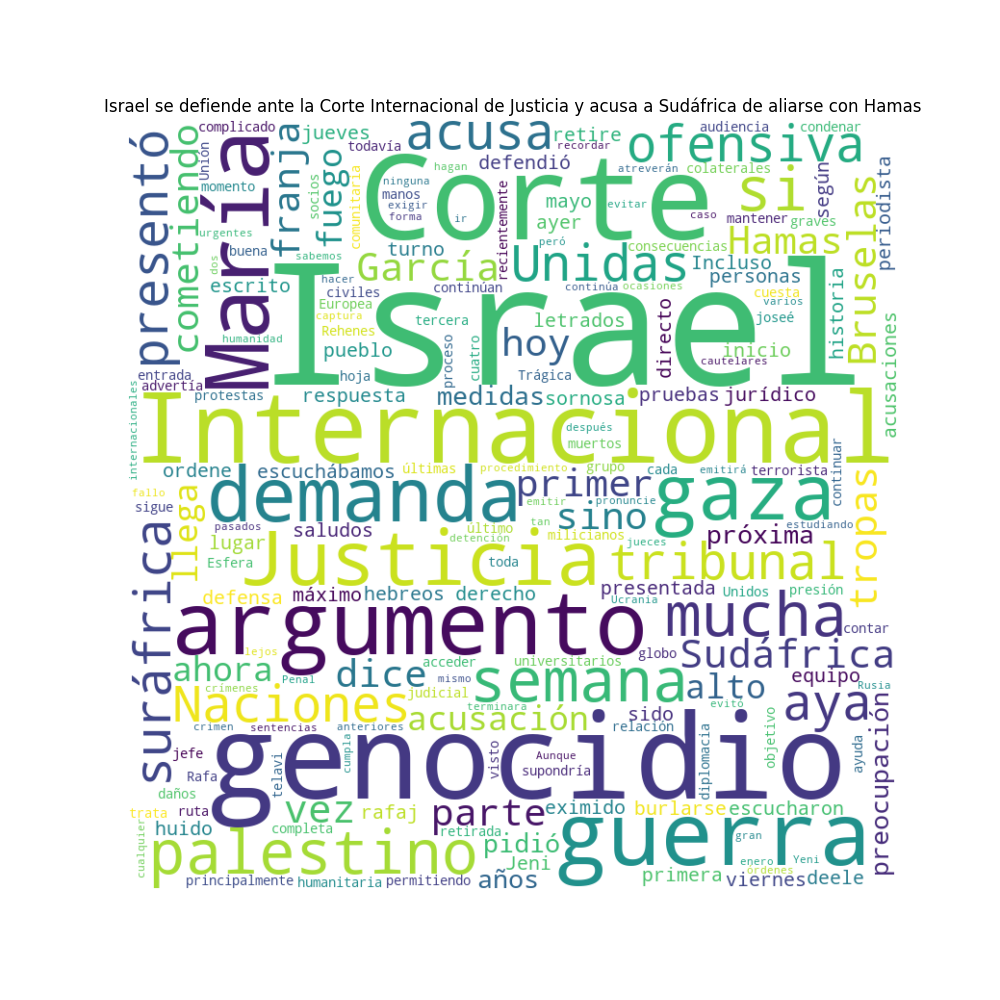 Israel se defiende ante la Corte Internacional de Justicia y acusa a Sudáfrica de aliarse con Hamas
complicado
jueves
acusa
retire
recordar
audiencia
condenar
todavía
Unión
franja
fuego
defendió
ofensiva
atreverán
colaterales
presentó
cometiendo
María
momento
urgentes
socios
comunitaria
ninguna
manos
exigir
forma
hagan
ir
evitar
Corte
recientemente
mayo
ayer
caso
mantener
si
graves
según
periodista
dos
buena
sabemos
turno
García
Unidas
peró
consecuencias
Hamas
Incluso
personas
Bruselas
escrito
hacer
civiles
continúan
continúa
ocasiones
cuesta
varios
historia
humanidad
Europea
captura
Rehenes
tercera
Israel
letrados
directo
joseé
acusaciones
pueblo
proceso
cuatro
hoy
inicio
cautelares
entrada
advertía
hoja
Trágica
internacionales
protestas
respuesta
medidas
sornosa
pruebas
jurídico
Internacional
después
muertos
ordene
escuchábamos
últimas
procedimiento
grupo
cada
emitirá
terrorista
continuar
fallo
sigue
llega
demanda
primer
pronuncie
gaza
tropas
emitir
sino
estudiando
pasados
saludos
último
tan
milicianos
jueces
próxima
suráfrica
lugar
detención
Esfera
Justicia
toda
tribunal
defensa
máximo
hebreos
derecho
presentada
Ucrania
Unidos
presión
argumento
mucha
contar
lejos
ahora
Penal
dice
acceder
mismo
universitarios
globo
Sudáfrica
Rusia
crímenes
semana
alto
equipo
Naciones
judicial
terminara
evitó
aya
preocupación
acusación
sido
relación
crimen
sentencias
anteriores
genocidio
objetivo
diplomacia
ayuda
jefe
telavi
cumpla
visto
Aunque
supondría
Rafa
daños
trata
ruta
vez
rafaj
parte
eximido
burlarse
escucharon
cualquier
huido
completa
retirada
guerra
gran
palestino
pidió
Jeni
enero
Yeni
órdenes
principalmente
humanitaria
permitiendo
años
primera
viernes
deele